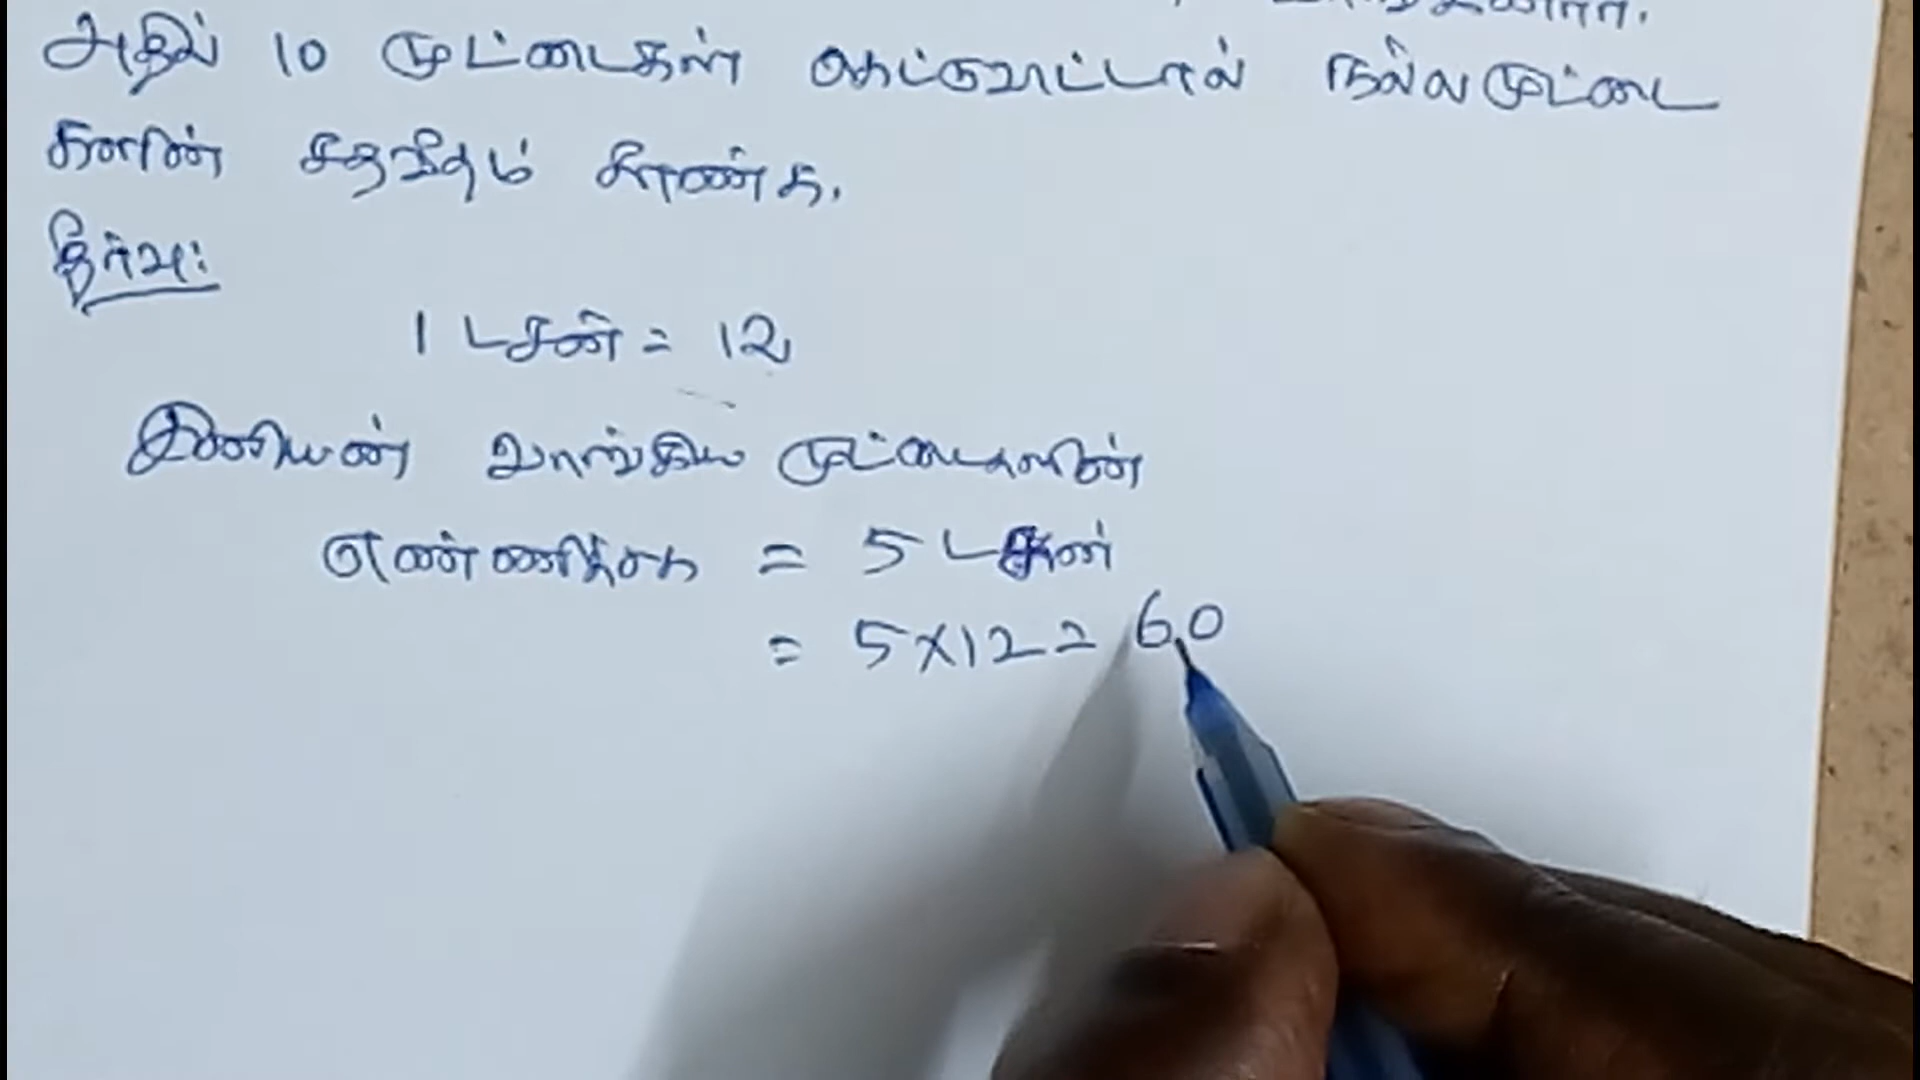 அதில் 10 முட்டைகள் கெட்டுவிட்டால் நல்ல முட்டை
களின் சதவீதம் காண்க.
தீர்வு:
1 டசன் = 12
இனியன் வாங்கிய முட்டைகளின்
எண்ணிக்கை = 5 டசன்
= 5×12 = 60